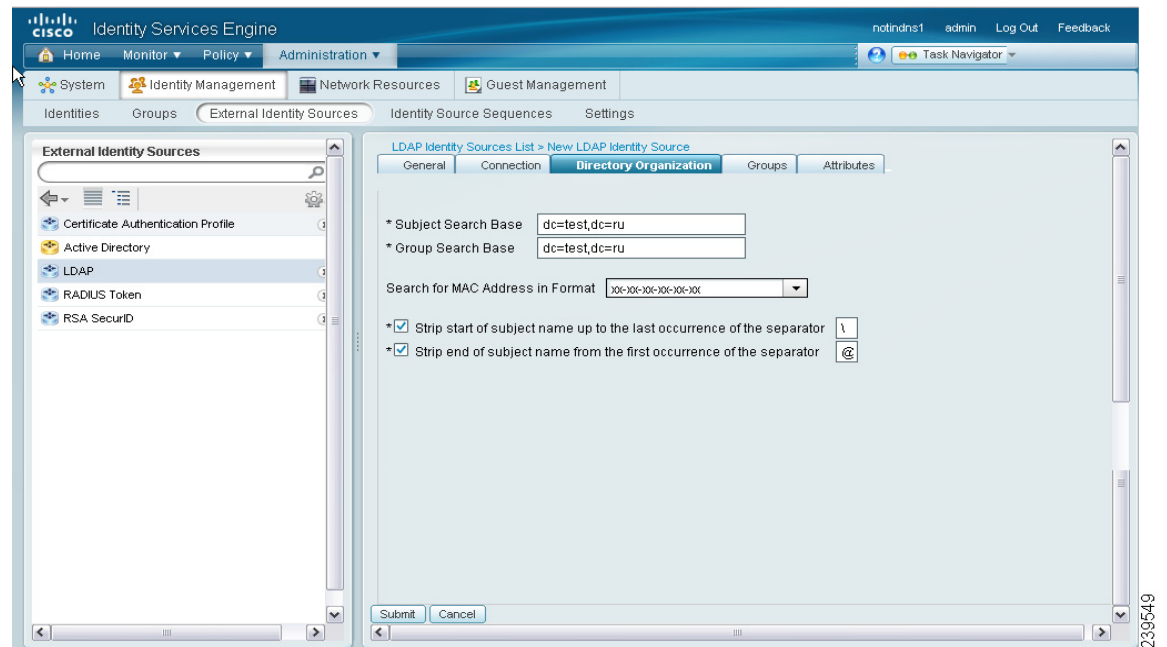 cisco Identity Services Engine
notindns1 admin Log Out Feedback
Home Monitor ▼ Policy ▼ Administration ▼
Task Navigator
System Identity Management Network Resources Guest Management
Identities Groups External Identity Sources Identity Source Sequences Settings
External Identity Sources
Certificate Authentication Profile
Active Directory
LDAP
RADIUS Token
RSA SecurID
LDAP Identity Sources List > New LDAP Identity Source
General Connection Directory Organization Groups Attributes
* Subject Search Base dc=test,dc=ru
* Group Search Base dc=test,dc=ru
Search for MAC Address in Format xx-xx-xx-xx-xx-xx
* Strip start of subject name up to the last occurrence of the separator \
* Strip end of subject name from the first occurrence of the separator @
Submit Cancel
239549